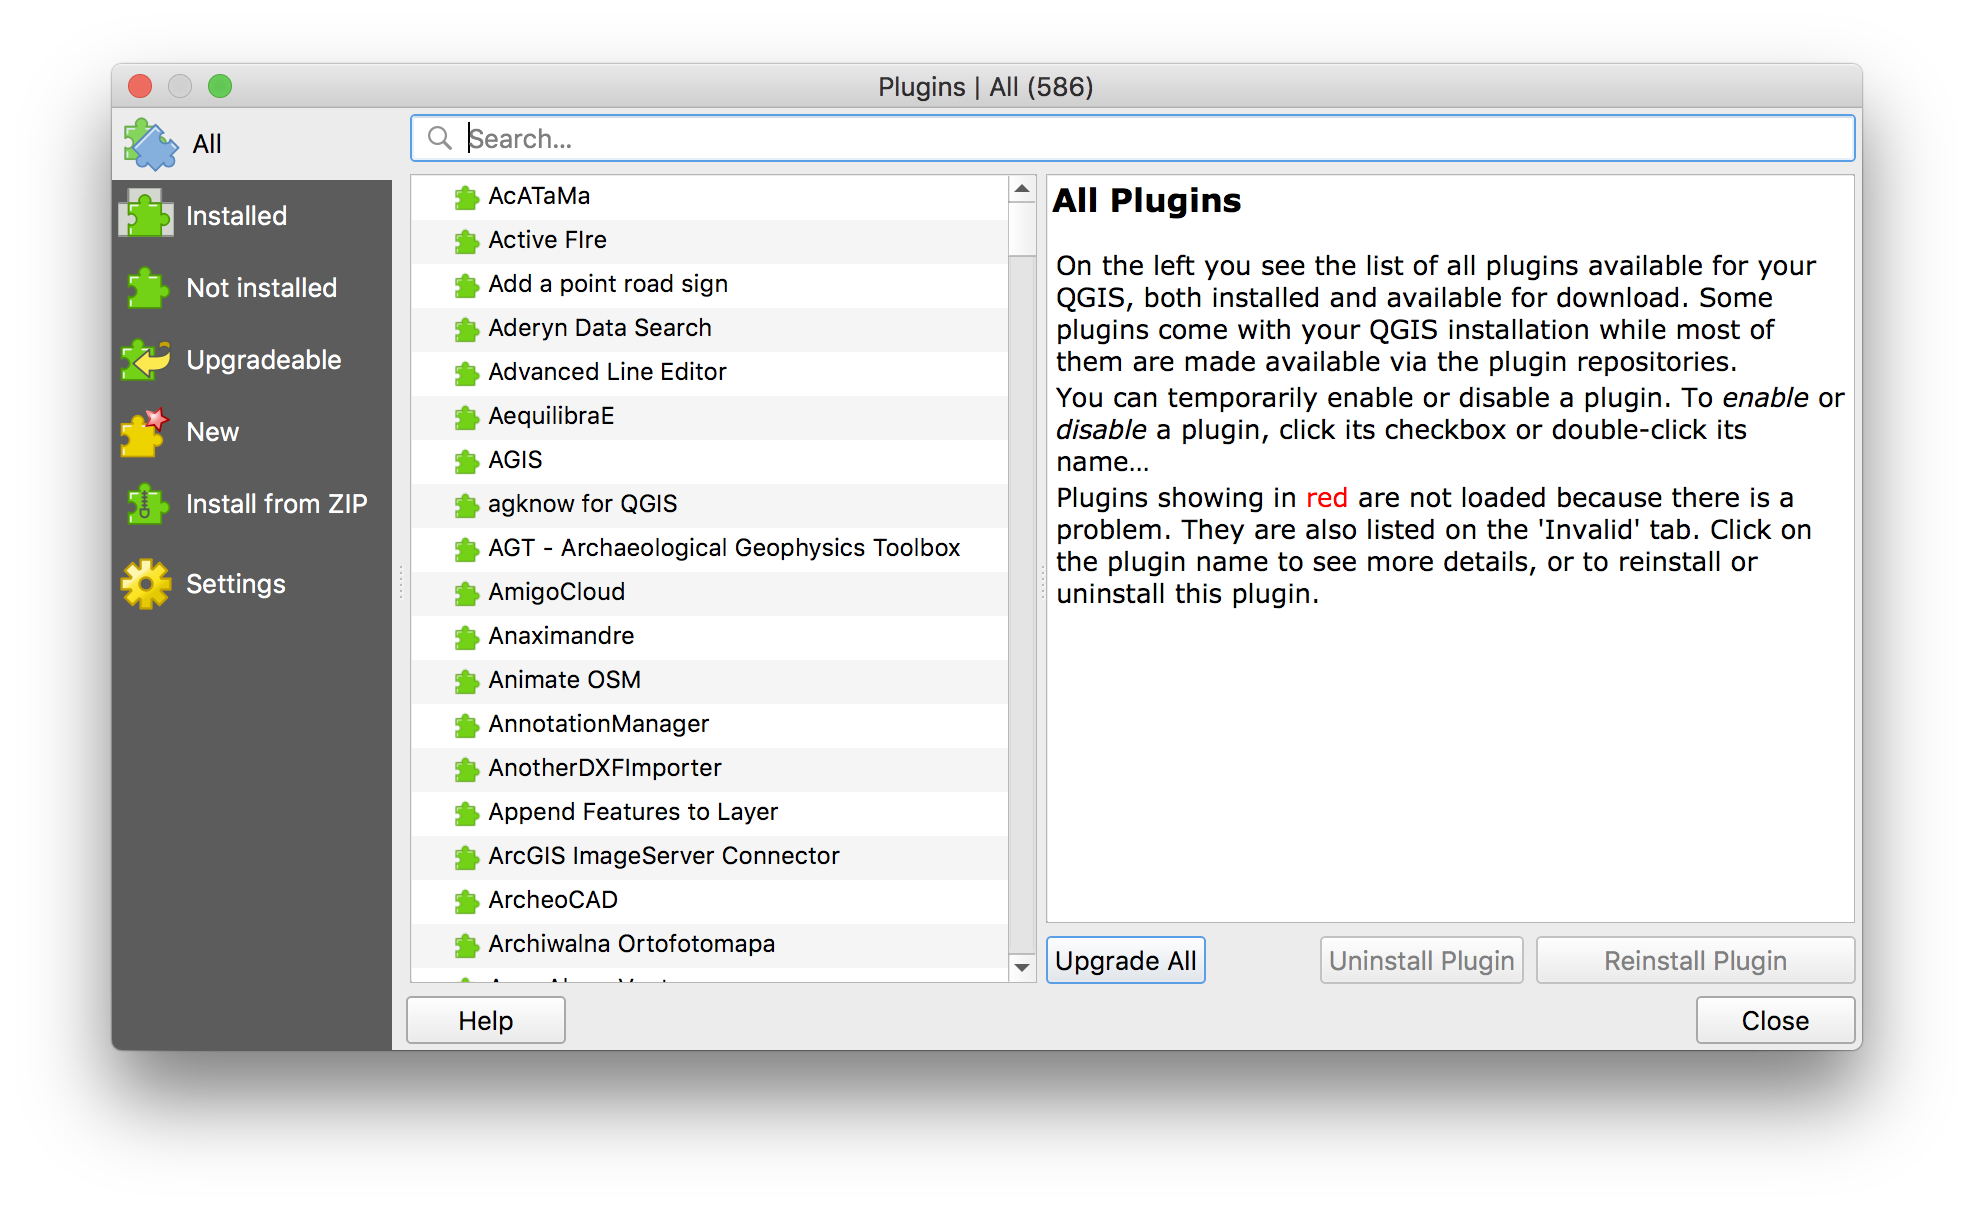 Plugins | All (586)
All
Installed
Not installed
Upgradeable
New
Install from ZIP
Settings
Search...
AcATaMa
Active FIre
Add a point road sign
Aderyn Data Search
Advanced Line Editor
AequilibraE
AGIS
agknow for QGIS
AGT - Archaeological Geophysics Toolbox
AmigoCloud
Anaximandre
Animate OSM
AnnotationManager
AnotherDXFImporter
Append Features to Layer
ArcGIS ImageServer Connector
ArcheoCAD
Archiwalna Ortofotomapa
All Plugins
On the left you see the list of all plugins available for your
QGIS, both installed and available for download. Some
plugins come with your QGIS installation while most of
them are made available via the plugin repositories.
You can temporarily enable or disable a plugin. To enable or
disable a plugin, click its checkbox or double-click its
name...
Plugins showing in red are not loaded because there is a
problem. They are also listed on the 'Invalid' tab. Click on
the plugin name to see more details, or to reinstall or
uninstall this plugin.
Upgrade All
Uninstall Plugin
Reinstall Plugin
Help
Close